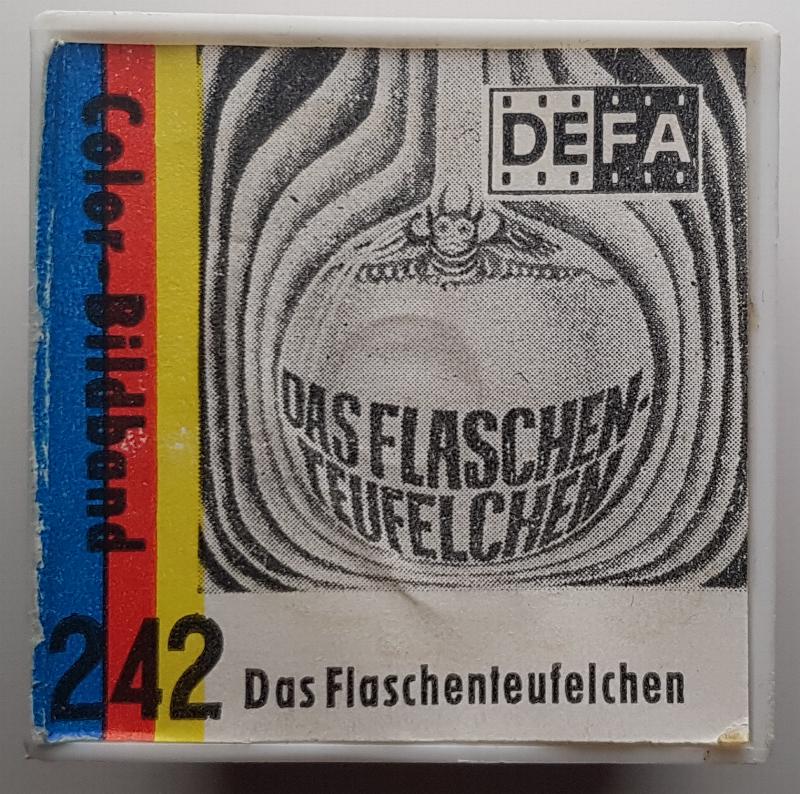 Color-Bildband
DEFA
DAS FLASCHEN-
TEUFELCHEN
242 Das Flaschenteufelchen